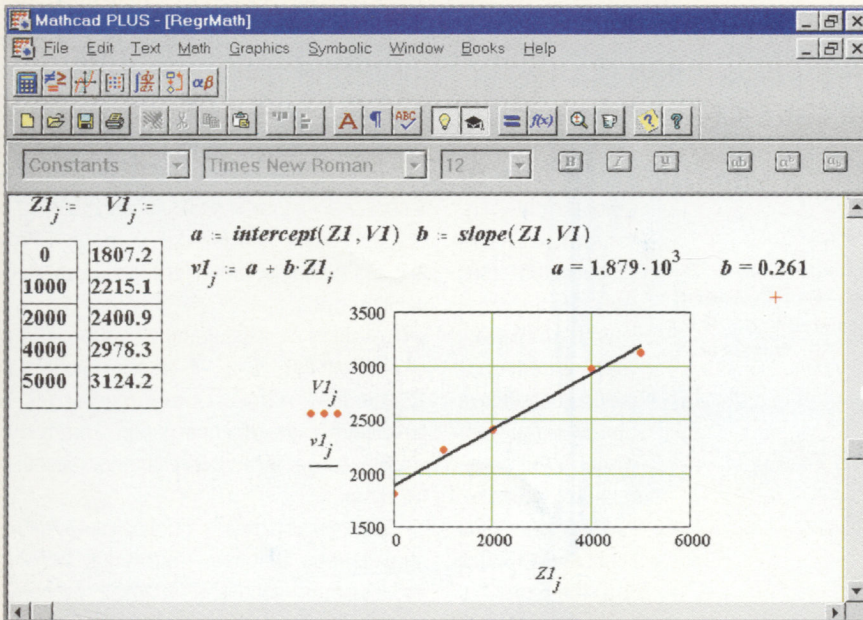 Mathcad PLUS - [RegrMath]
File Edit Text Math Graphics Symbolic Window Books Help
αβ
A ¶ ABC = f(x) ? ?
Constants Times New Roman 12 B I u ab
Z1j := V1j :=
0 1807.2
1000 2215.1
2000 2400.9
4000 2978.3
5000 3124.2
a := intercept(Z1, V1) b := slope(Z1, V1)
v1j := a + b·Z1j
a = 1.879·10³ b = 0.261
3500
3000
2500
2000
1500
V1j
v1j
0 2000 4000 6000
Z1j